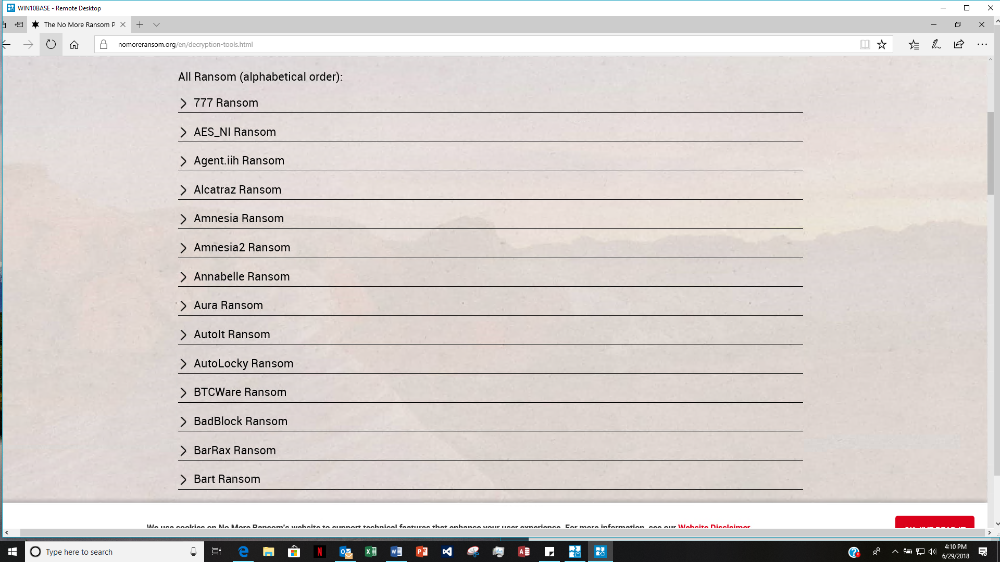 WIN10BASE - Remote Desktop
The No More Ransom P
nomoreransom.org/en/decryption-tools.html
All Ransom (alphabetical order):
777 Ransom
AES_NI Ransom
Agent.iih Ransom
Alcatraz Ransom
Amnesia Ransom
Amnesia2 Ransom
Annabelle Ransom
Aura Ransom
AutoIt Ransom
AutoLocky Ransom
BTCWare Ransom
BadBlock Ransom
BarRax Ransom
Bart Ransom
We use cookies on No More Ransom's website to support technical features that enhance your user experience. For more information, see our Website Disclaimer
OK, I'VE READ IT
Type here to search
4:10 PM
6/29/2018